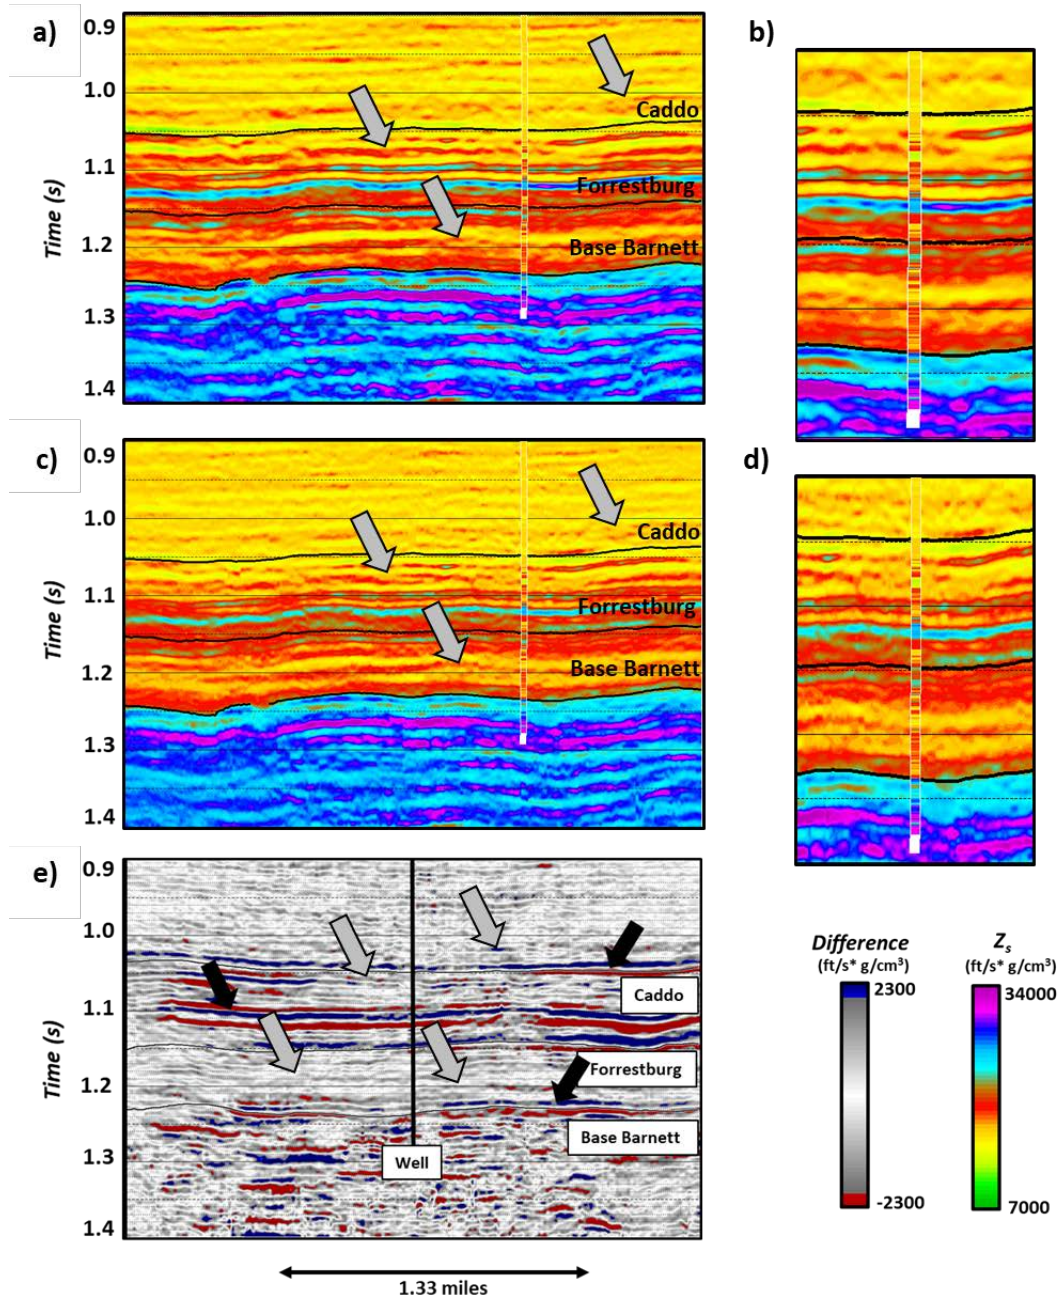 a)
0.9
1.0
1.1
1.2
1.3
1.4
Time (s)
Caddo
Forrestburg
Base Barnett
b)
c)
0.9
1.0
1.1
1.2
1.3
1.4
Time (s)
Caddo
Forrestburg
Base Barnett
d)
e)
0.9
1.0
1.1
1.2
1.3
1.4
Time (s)
Caddo
Forrestburg
Base Barnett
Well
1.33 miles
Difference
(ft/s* g/cm³)
2300
-2300
Zₛ
(ft/s* g/cm³)
34000
7000